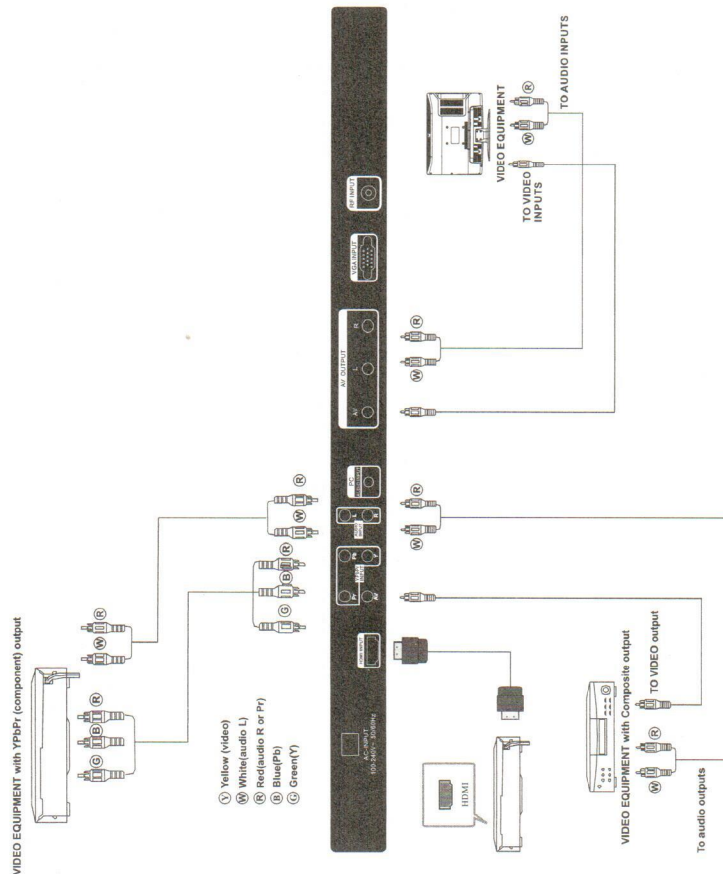 VIDEO EQUIPMENT with YPbPr (component) output
G
B
R
W
R
G
B
R
W
R
Y Yellow (video)
W White(audio L)
R Red(audio R or Pr)
B Blue(Pb)
G Green(Y)
AC-INPUT
100-240V~ 50/60Hz
HDMI INPUT
Pr
Pb
AV
Y
L
R
PC
AV OUTPUT
AV
L
R
VGA INPUT
RF INPUT
W
R
W
R
HDMI
VIDEO EQUIPMENT with Composite output
To audio outputs
W
R
TO VIDEO output
VIDEO EQUIPMENT
TO VIDEO
INPUTS
W
R
TO AUDIO INPUTS